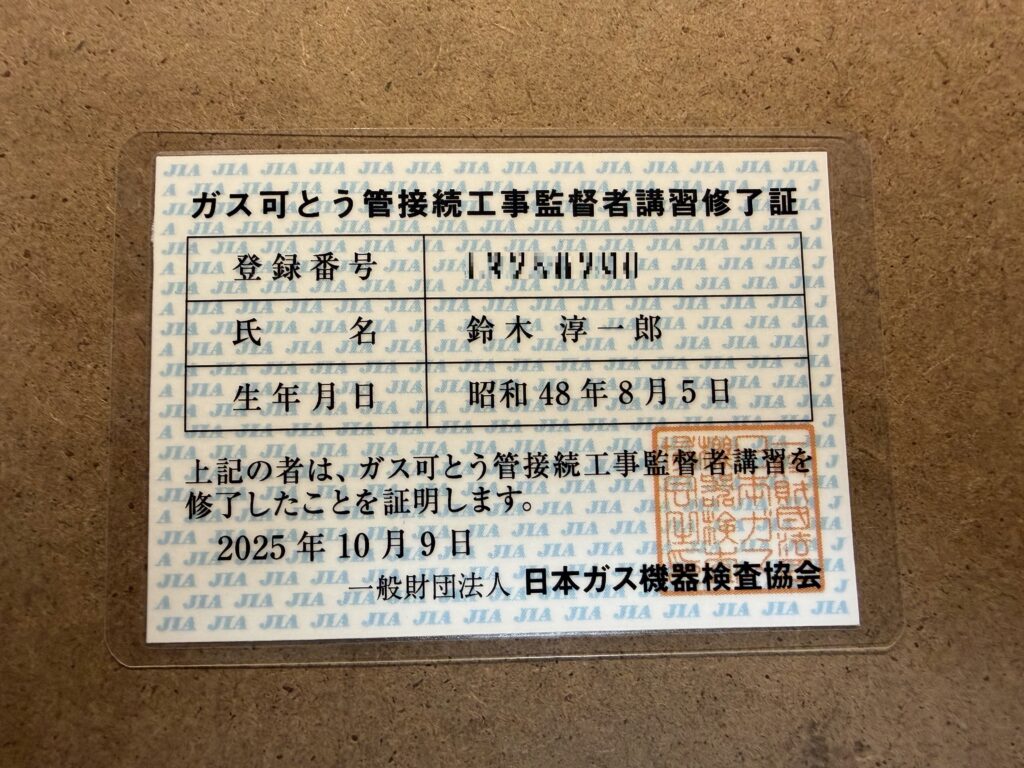 ガス可とう管接続工事監督者講習修了証
登録番号
氏名 鈴木 淳一郎
生年月日 昭和48年8月5日
上記の者は、ガス可とう管接続工事監督者講習を
修了したことを証明します。
2025年10月9日
一般財団法人 日本ガス機器検査協会